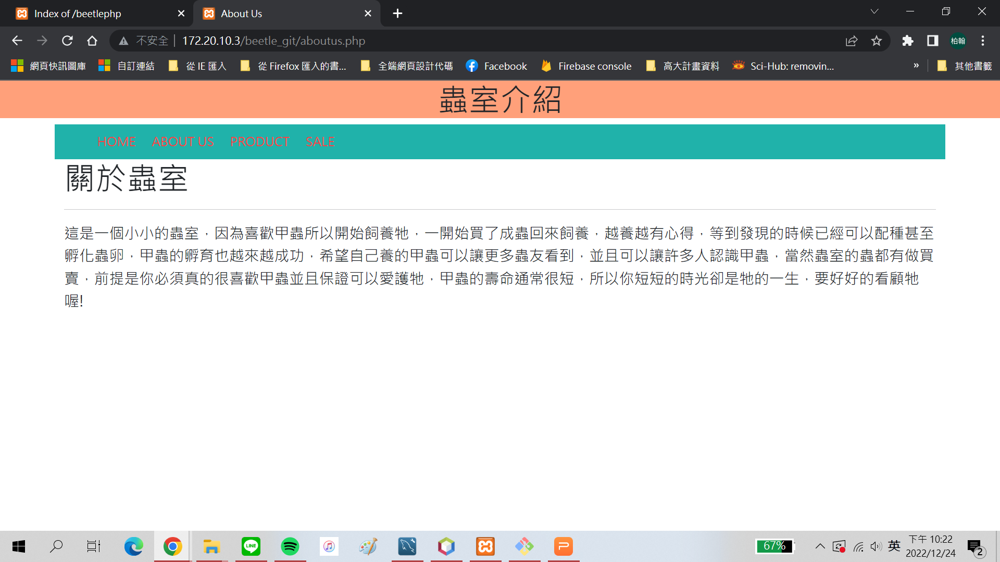 Index of /beetlephp
About Us
不安全 172.20.10.3/beetle_git/aboutus.php
柏翰
網頁快訊圖庫 自訂連結 從 IE 匯入 從 Firefox 匯入的書... 全端網頁設計代碼 Facebook Firebase console 高大計畫資料 Sci-Hub: removin... » 其他書籤
蟲室介紹
HOME ABOUT US PRODUCT SALE
關於蟲室
這是一個小小的蟲室，因為喜歡甲蟲所以開始飼養牠，一開始買了成蟲回來飼養，越養越有心得，等到發現的時候已經可以配種甚至
孵化蟲卵，甲蟲的孵育也越來越成功，希望自己養的甲蟲可以讓更多蟲友看到，並且可以讓許多人認識甲蟲，當然蟲室的蟲都有做買
賣，前提是你必須真的很喜歡甲蟲並且保證可以愛護牠，甲蟲的壽命通常很短，所以你短短的時光卻是牠的一生，要好好的看顧牠
喔!
LINE
67%
英
下午 10:22
2022/12/24
2